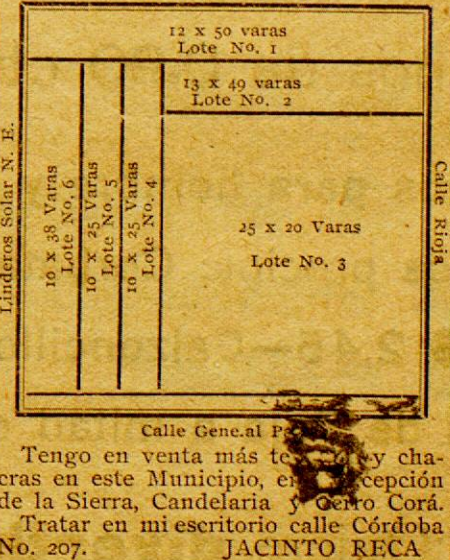 12 x 50 varas
Lote No. 1
13 x 49 varas
Lote No. 2
Linderos Solar N. E.
10 x 38 Varas
Lote No. 6
10 x 25 Varas
Lote No. 5
10 x 25 Varas
Lote No. 4
25 x 20 Varas
Lote No. 3
Calle Rioja
Calle Gene.al
Tengo en venta más y cha-
cras en este Municipio,
de la Sierra, Candelaria y Cerro Corá.
Tratar en mi escritorio calle Córdoba
No. 207. JACINTO RECA